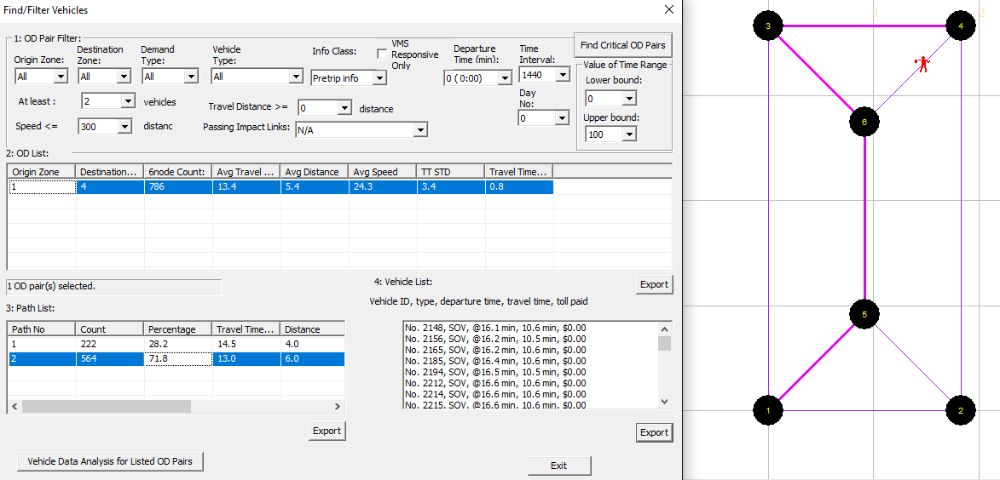 Find/Filter Vehicles
1: OD Pair Filter:
Origin Zone:
Destination
Zone:
Demand
Type:
Vehicle
Type:
Info Class:
VMS
Responsive
Only
Departure
Time (min):
Time
Interval:
Find Critical OD Pairs
All
All
All
All
Pretrip info
0 ( 0:00)
1440
Value of Time Range
Lower bound:
0
Upper bound:
100
At least :
2
vehicles
Travel Distance >=
0
distance
Day
No:
0
Speed <=
300
distanc
Passing Impact Links:
N/A
2: OD List:
Origin Zone Destination... 6node Count: Avg Travel ... Avg Distance Avg Speed TT STD Travel Time...
1 4 786 13.4 5.4 24.3 3.4 0.8
1 OD pair(s) selected.
4: Vehicle List:
Export
3: Path List:
Vehicle ID, type, departure time, travel time, toll paid
Path No Count Percentage Travel Time... Distance
1 222 28.2 14.5 4.0
2 564 71.8 13.0 6.0
No. 2148, SOV, @16.1 min, 10.6 min, $0.00
No. 2156, SOV, @16.2 min, 10.5 min, $0.00
No. 2165, SOV, @16.2 min, 10.6 min, $0.00
No. 2185, SOV, @16.4 min, 10.6 min, $0.00
No. 2194, SOV, @16.5 min, 10.5 min, $0.00
No. 2212, SOV, @16.6 min, 10.6 min, $0.00
No. 2214, SOV, @16.6 min, 10.6 min, $0.00
No. 2215, SOV, @16.6 min, 10.6 min, $0.00
Export
Export
Vehicle Data Analysis for Listed OD Pairs
Exit
1
2
3
4
6
5
1
2